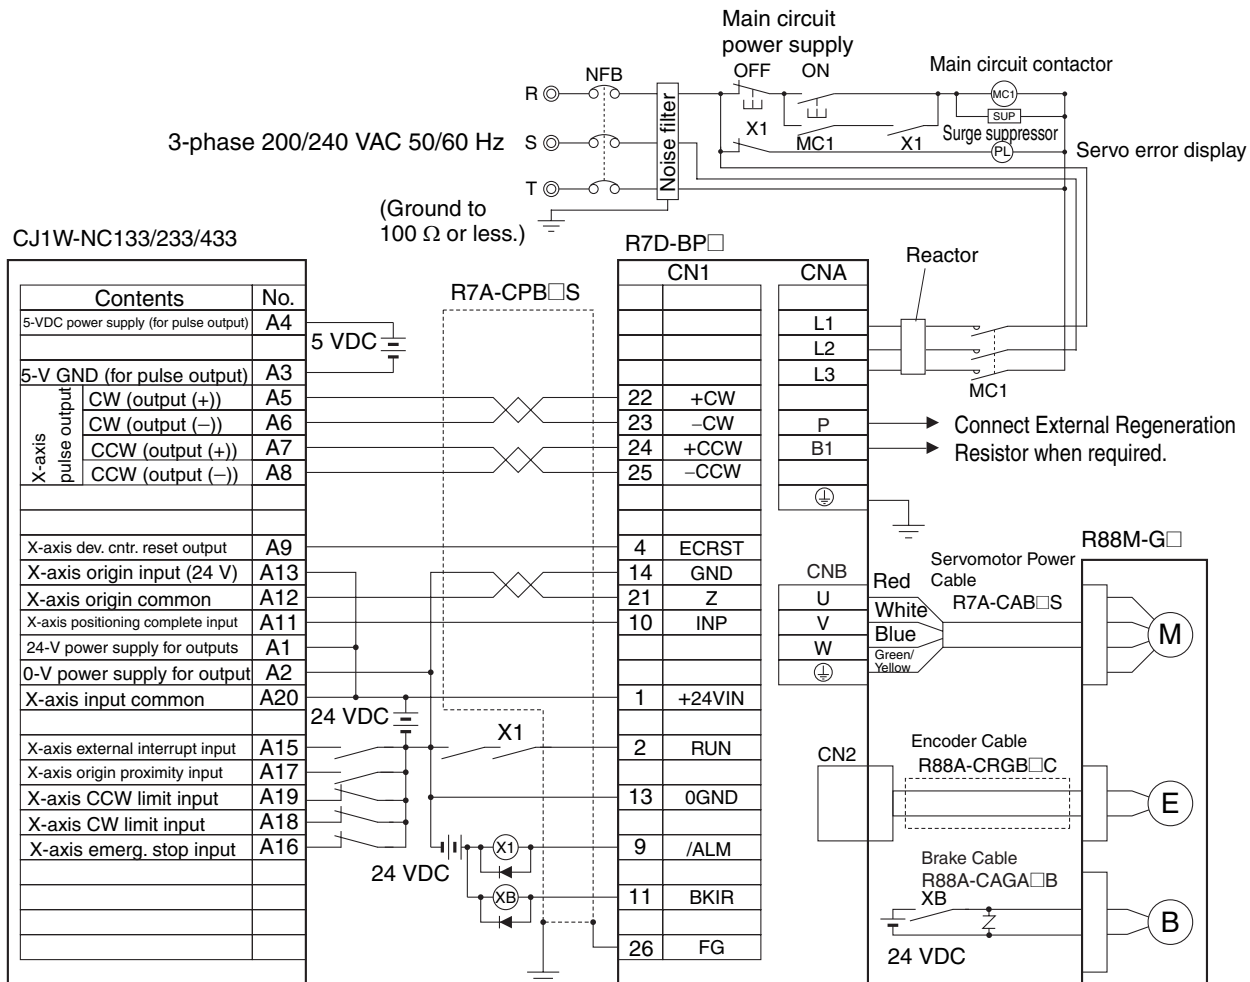 Main circuit
power supply
OFF ON
Main circuit contactor
NFB
R
MC1
SUP
Surge suppressor
X1
MC1
X1
PL
Servo error display
3-phase 200/240 VAC 50/60 Hz
S
Noise filter
T
(Ground to
100 Ω or less.)
CJ1W-NC133/233/433
R7D-BP□
Reactor
CN1 CNA
R7A-CPB□S
Contents No.
5-VDC power supply (for pulse output) A4
5 VDC
5-V GND (for pulse output) A3
X-axis
pulse output
CW (output (+)) A5
CW (output (−)) A6
CCW (output (+)) A7
CCW (output (−)) A8
X-axis dev. cntr. reset output A9
X-axis origin input (24 V) A13
X-axis origin common A12
X-axis positioning complete input A11
24-V power supply for outputs A1
0-V power supply for output A2
X-axis input common A20
24 VDC
X-axis external interrupt input A15
X-axis origin proximity input A17
X-axis CCW limit input A19
X-axis CW limit input A18
X-axis emerg. stop input A16
X1
24 VDC
X1
XB
22 +CW
23 −CW
24 +CCW
25 −CCW
4 ECRST
14 GND
21 Z
10 INP
1 +24VIN
2 RUN
13 0GND
9 /ALM
11 BKIR
26 FG
L1
L2
L3
MC1
P
B1
Connect External Regeneration
Resistor when required.
CNB
U
V
W
Red
White
Blue
Green/
Yellow
Servomotor Power
Cable
R7A-CAB□S
R88M-G□
M
CN2
Encoder Cable
R88A-CRGB□C
E
Brake Cable
R88A-CAGA□B
XB
24 VDC
B